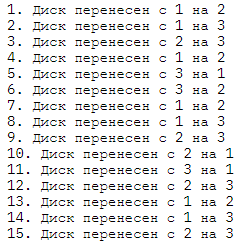 1. Диск перенесен с 1 на 2
2. Диск перенесен с 1 на 3
3. Диск перенесен с 2 на 3
4. Диск перенесен с 1 на 2
5. Диск перенесен с 3 на 1
6. Диск перенесен с 3 на 2
7. Диск перенесен с 1 на 2
8. Диск перенесен с 1 на 3
9. Диск перенесен с 2 на 3
10. Диск перенесен с 2 на 1
11. Диск перенесен с 3 на 1
12. Диск перенесен с 2 на 3
13. Диск перенесен с 1 на 2
14. Диск перенесен с 1 на 3
15. Диск перенесен с 2 на 3